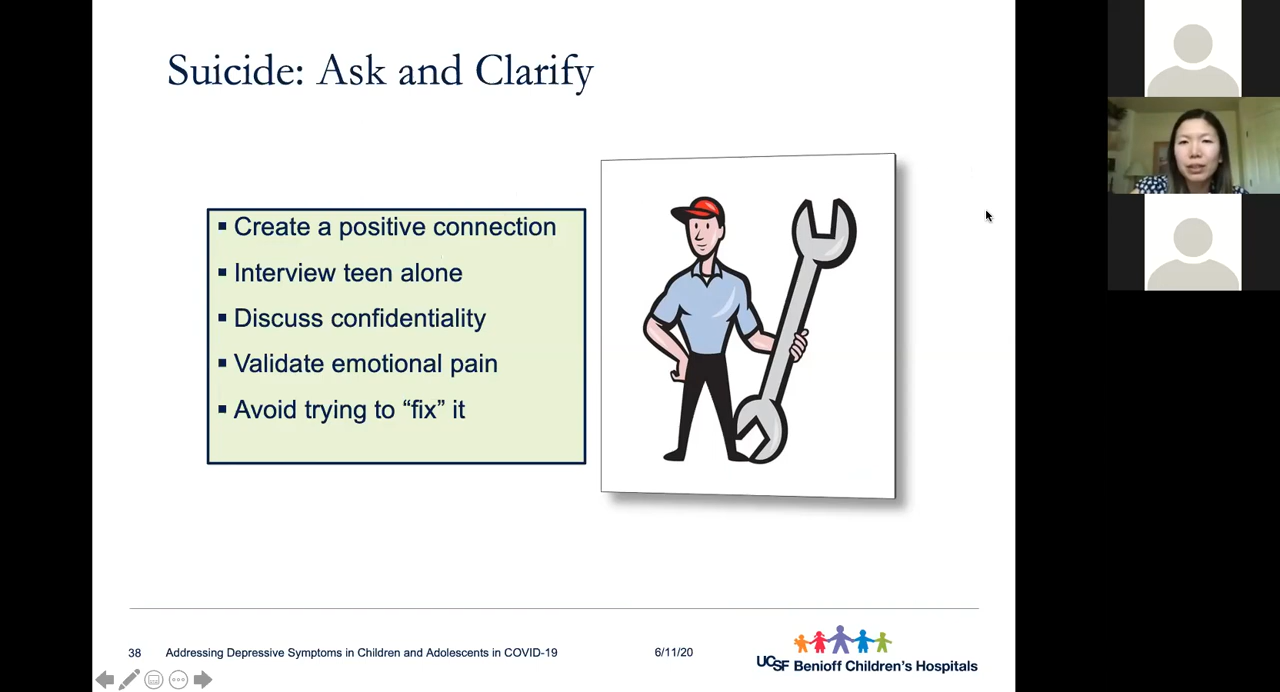 Suicide: Ask and Clarify
▪ Create a positive connection
▪ Interview teen alone
▪ Discuss confidentiality
▪ Validate emotional pain
▪ Avoid trying to “fix” it
38 Addressing Depressive Symptoms in Children and Adolescents in COVID-19 6/11/20
UCSF Benioff Children's Hospitals